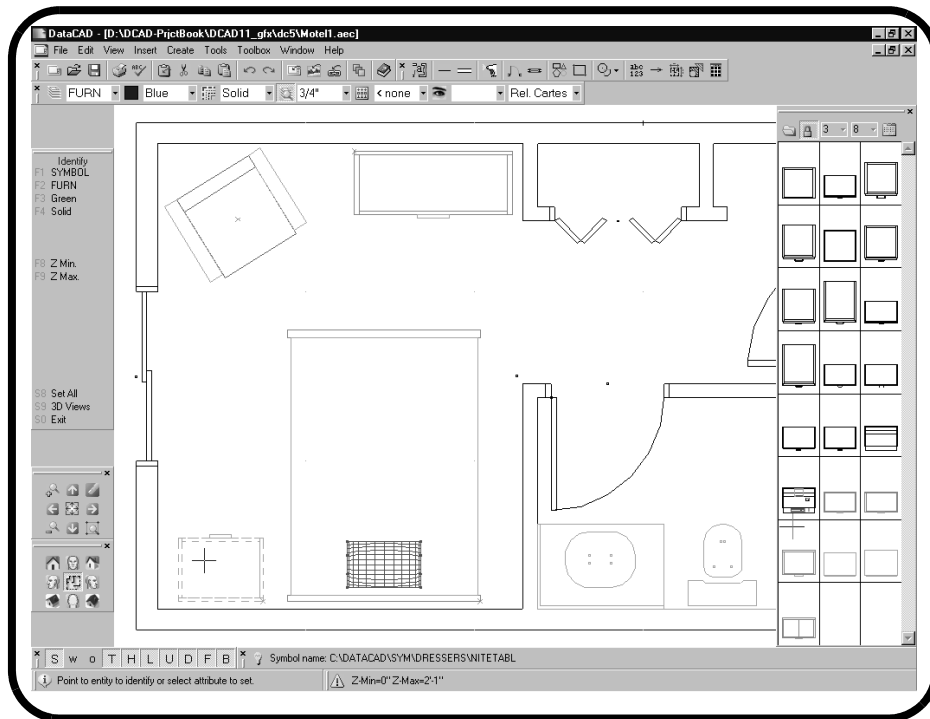 DataCAD - [D:\DCAD-PrjctBook\DCAD11_gfx\dc5\Motel1.aec]
File Edit View Insert Create Tools Toolbox Window Help
ABC
abc
123
FURN Blue Solid 3/4" < none Rel. Cartes
3 8
Identify
F1 SYMBOL
F2 FURN
F3 Green
F4 Solid
F8 Z Min.
F9 Z Max.
S8 Set All
S9 3D Views
S0 Exit
S w o T H L U D F B Symbol name: C:\DATACAD\SYM\DRESSERS\NITETABL
Point to entity to identify or select attribute to set. Z-Min=0" Z-Max=2'-1"